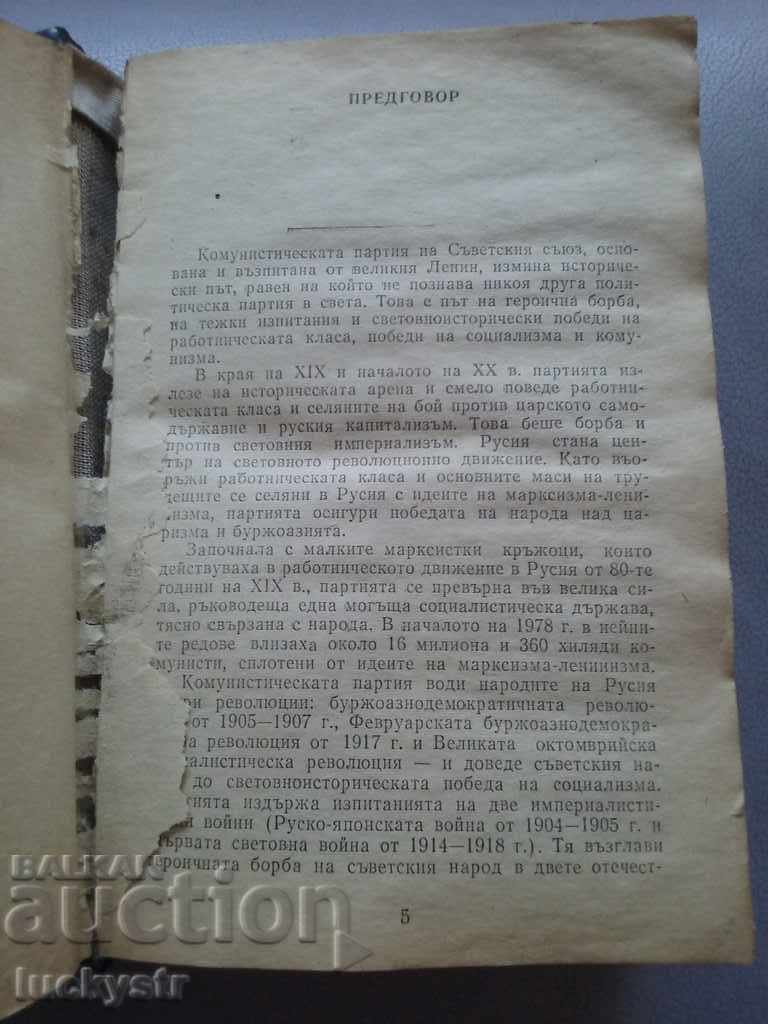 ПРЕДГОВОР
Комунистическата партия на Съветския съюз, осно-
вана и възпитана от великия Ленин, измина историче-
ски път, равен на който не познава никоя друга поли-
тическа партия в света. Това е път на героична борба,
на тежки изпитания и световноисторически победи на
работническата класа, победи на социализма и кому-
низма.
В края на XIX и началото на XX в. партията из-
лезе на историческата арена и смело поведе работни-
ческата класа и селяните на бой против царското само-
държавие и руския капитализъм. Това беше борба и
против световния империализъм. Русия стана цен-
тър на световното революционно движение. Като въо-
ръжи работническата класа и основните маси на тру-
дещите се селяни в Русия с идеите на марксизма-лени-
низма, партията осигури победата на народа над ца-
ризма и буржоазията.
Започнала с малките марксистки кръжоци, които
действуваха в работническото движение в Русия от 80-те
години на XIX в., партията се превърна във велика си-
ла, ръководеща една могъща социалистическа държава,
тясно свързана с народа. В началото на 1978 г. в нейни-
те редове влизаха около 16 милиона и 360 хиляди ко-
мунисти, сплотени от идеите на марксизма-ленинизма.
Комунистическата партия води народите на Русия
ри революции: буржоазнодемократичната револю-
от 1905—1907 г., Февруарската буржоазнодемокра-
на революция от 1917 г. и Великата октомврийска
алистическа революция — и доведе съветския на-
до световноисторическата победа на социализма.
тията издържа изпитанията на две империалисти-
и войни (Руско-японската война от 1904—1905 г. и
първата световна война от 1914—1918 г.). Тя възглави
героичната борба на съветския народ в двете отечест-
5
BALKAN
auction
luckystr